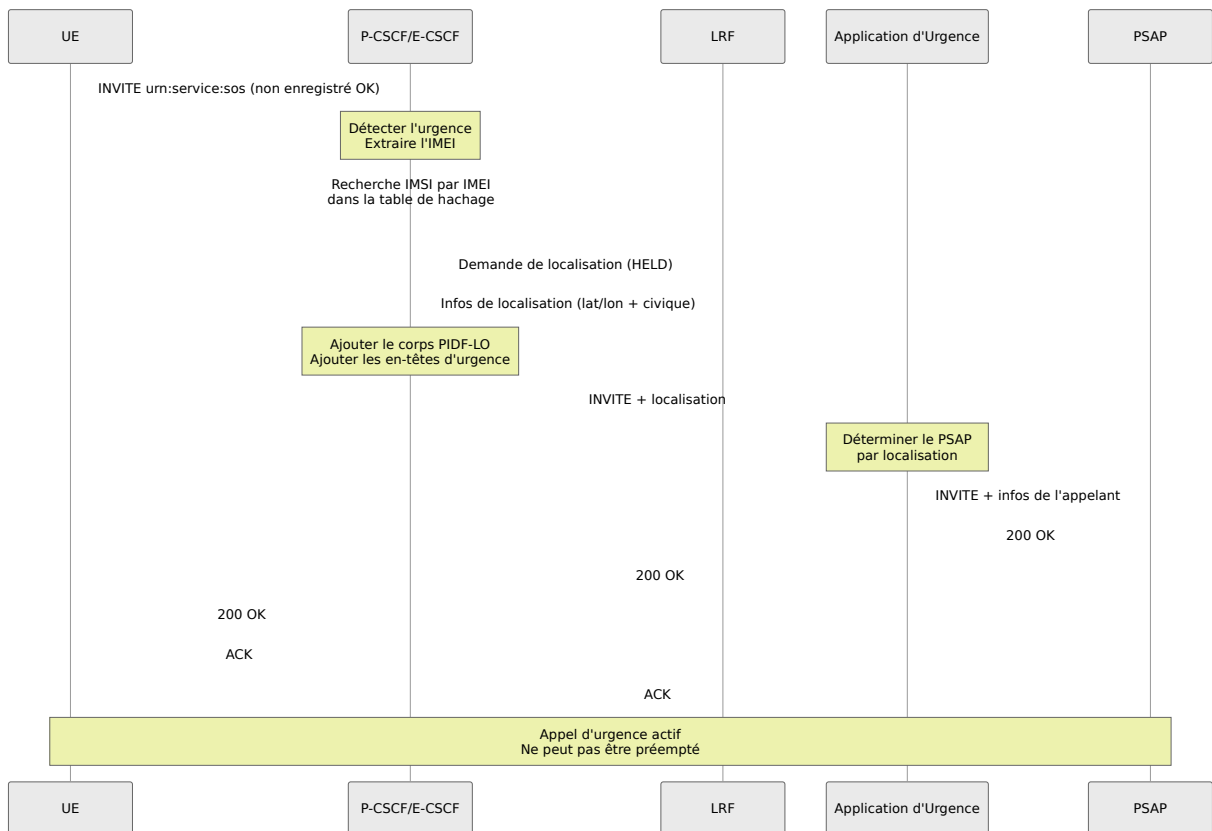 UE
P-CSCF/E-CSCF
LRF
Application d'Urgence
PSAP
INVITE urn:service:sos (non enregistré OK)
Détecter l'urgence
Extraire l'IMEI
Recherche IMSI par IMEI
dans la table de hachage
Demande de localisation (HELD)
Infos de localisation (lat/lon + civique)
Ajouter le corps PIDF-LO
Ajouter les en-têtes d'urgence
INVITE + localisation
Déterminer le PSAP
par localisation
INVITE + infos de l'appelant
200 OK
200 OK
200 OK
ACK
ACK
Appel d'urgence actif
Ne peut pas être préempté
UE
P-CSCF/E-CSCF
LRF
Application d'Urgence
PSAP